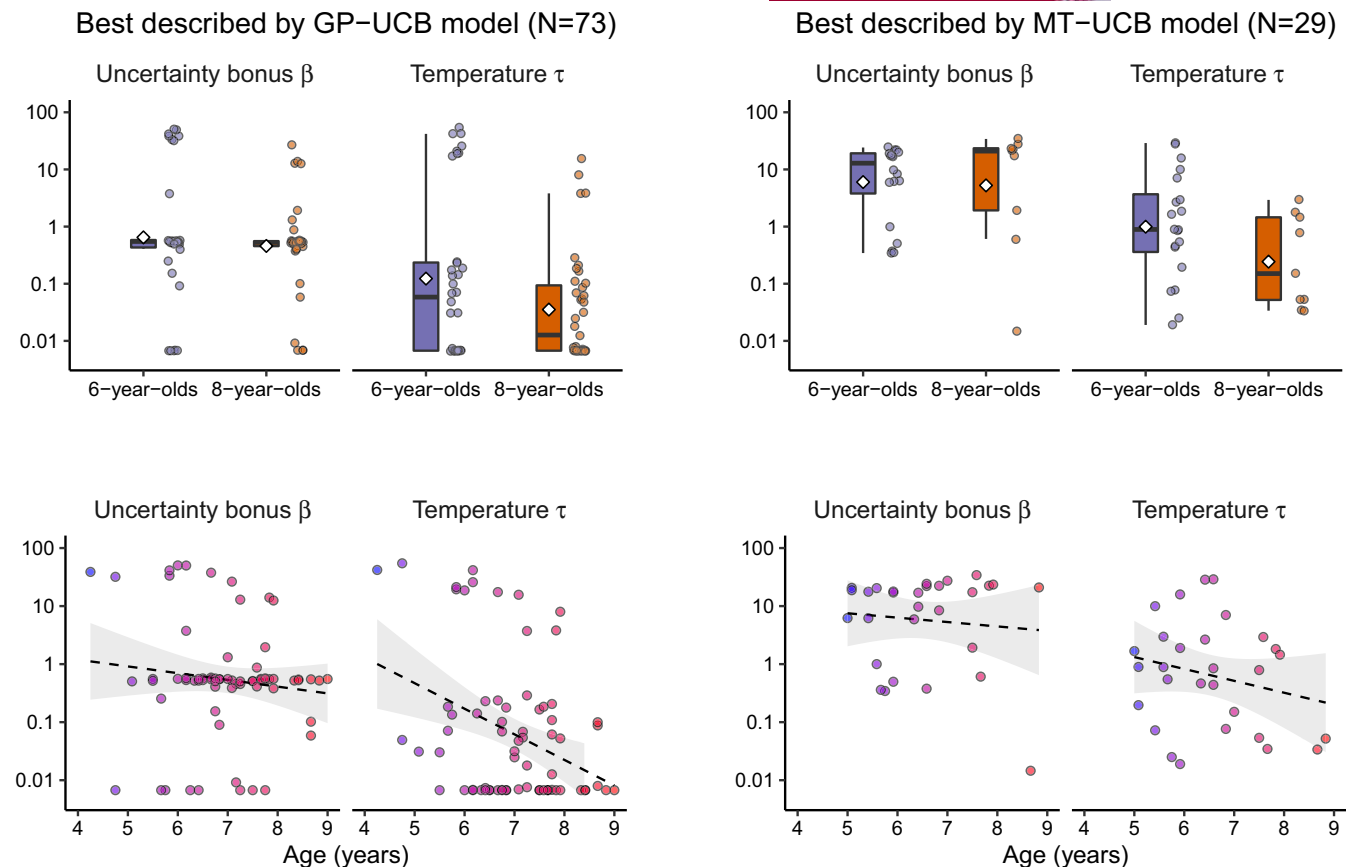 Best described by GP−UCB model (N=73)
Uncertainty bonus β
Temperature τ
100
10
1
0.1
0.01
6−year−olds 8−year−olds
6−year−olds 8−year−olds
Best described by MT−UCB model (N=29)
Uncertainty bonus β
Temperature τ
100
10
1
0.1
0.01
6−year−olds 8−year−olds
6−year−olds 8−year−olds
Uncertainty bonus β
Temperature τ
100
10
1
0.1
0.01
4 5 6 7 8 9
4 5 6 7 8 9
Age (years)
Uncertainty bonus β
Temperature τ
100
10
1
0.1
0.01
4 5 6 7 8 9
4 5 6 7 8 9
Age (years)